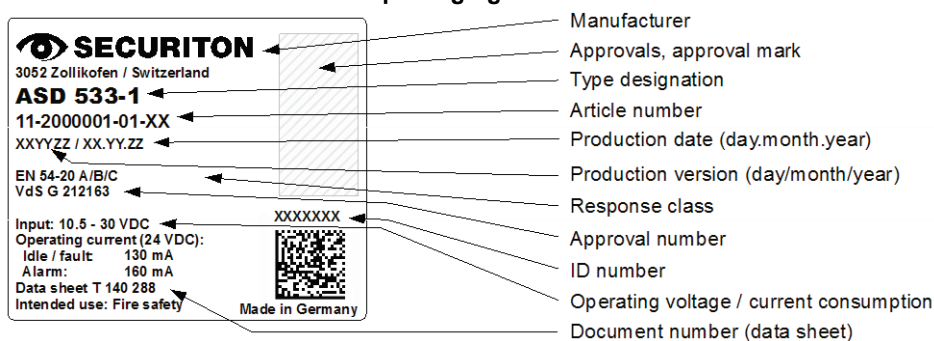 SECURITON
3052 Zollikofen / Switzerland
ASD 533-1
11-2000001-01-XX
XXYYZZ / XX.YY.ZZ
EN 54-20 A/B/C
VdS G 212163
Input: 10.5 - 30 VDC
Operating current (24 VDC):
Idle / fault: 130 mA
Alarm: 160 mA
Data sheet T 140 288
Intended use: Fire safety
XXXXXXX
Made in Germany
Manufacturer
Approvals, approval mark
Type designation
Article number
Production date (day.month.year)
Production version (day/month/year)
Response class
Approval number
ID number
Operating voltage / current consumption
Document number (data sheet)